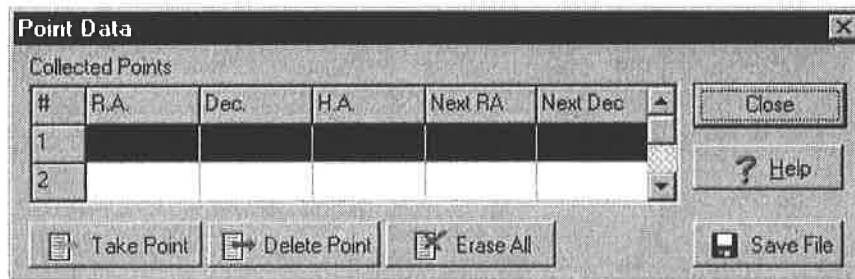 Point Data
Collected Points
# R.A. Dec. H.A. Next RA Next Dec
1
2
Close
? Help
Take Point Delete Point Erase All Save File